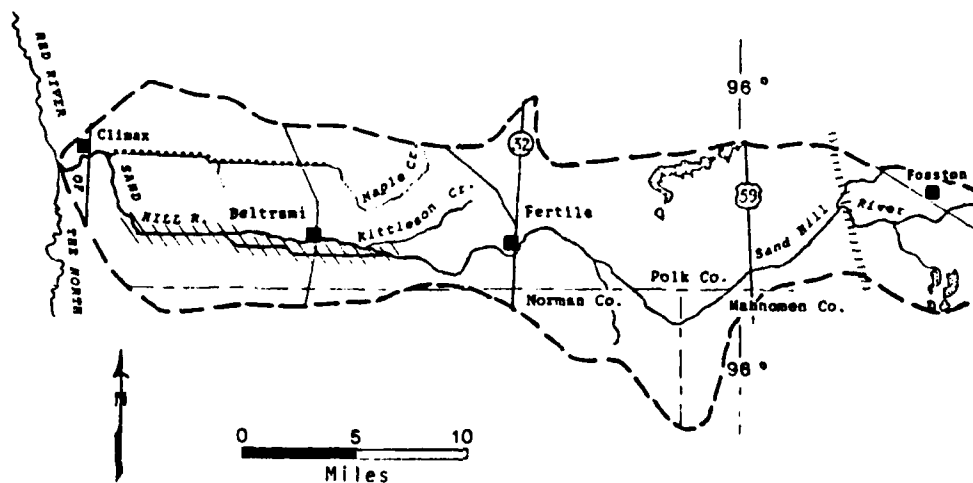 RED RIVER
OF
THE NORTH
Climax
SAND
HILL R.
Beltrami
Maple Cr.
Kittleson Cr.
32
Fertile
96°
59
Fosston
Sand Hill
River
Polk Co.
Norman Co.
Mahnomen Co.
96°
N
0 5 10
Miles